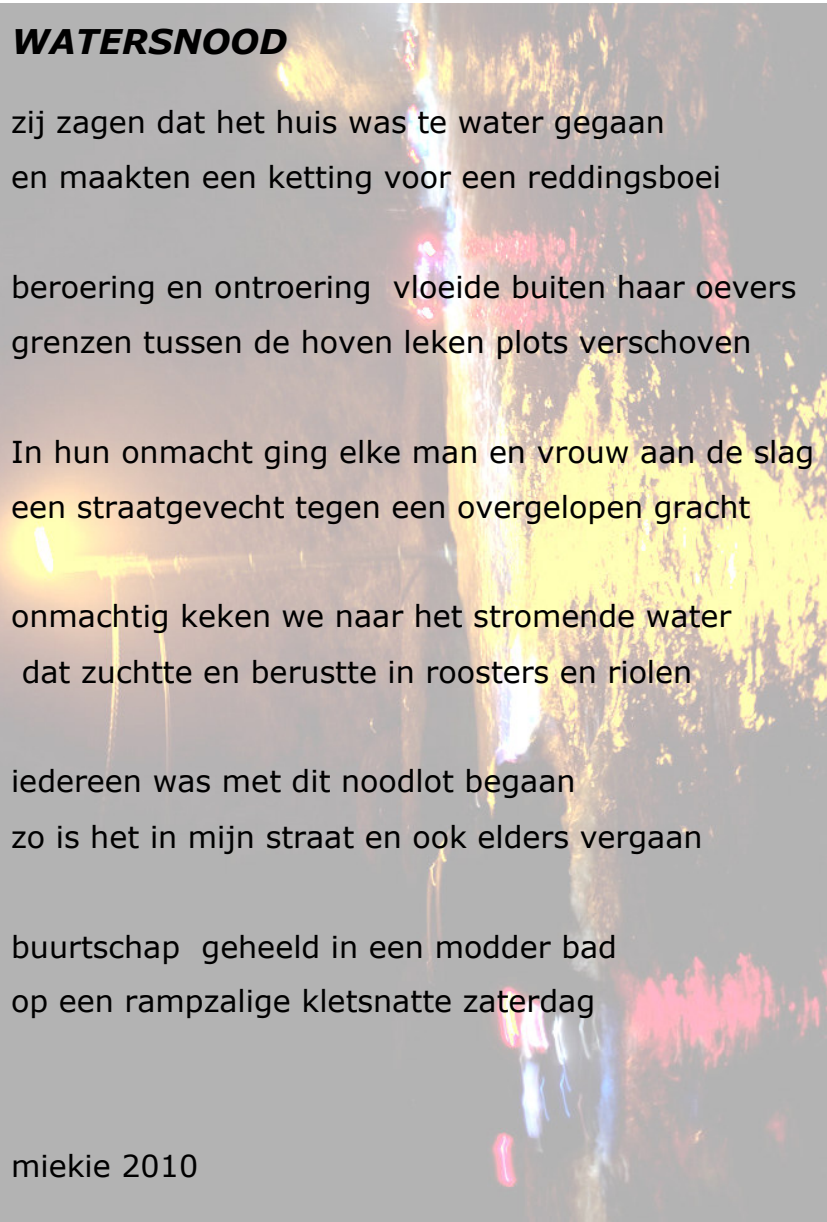 WATERSNOOD
zij zagen dat het huis was te water gegaan
en maakten een ketting voor een reddingsboei
beroering en ontroering  vloeide buiten haar oevers
grenzen tussen de hoven leken plots verschoven
In hun onmacht ging elke man en vrouw aan de slag
een straatgevecht tegen een overgelopen gracht
onmachtig keken we naar het stromende water
dat zuchtte en berustte in roosters en riolen
iedereen was met dit noodlot begaan
zo is het in mijn straat en ook elders vergaan
buurtschap  geheeld in een modder bad
op een rampzalige kletsnatte zaterdag
miekie 2010